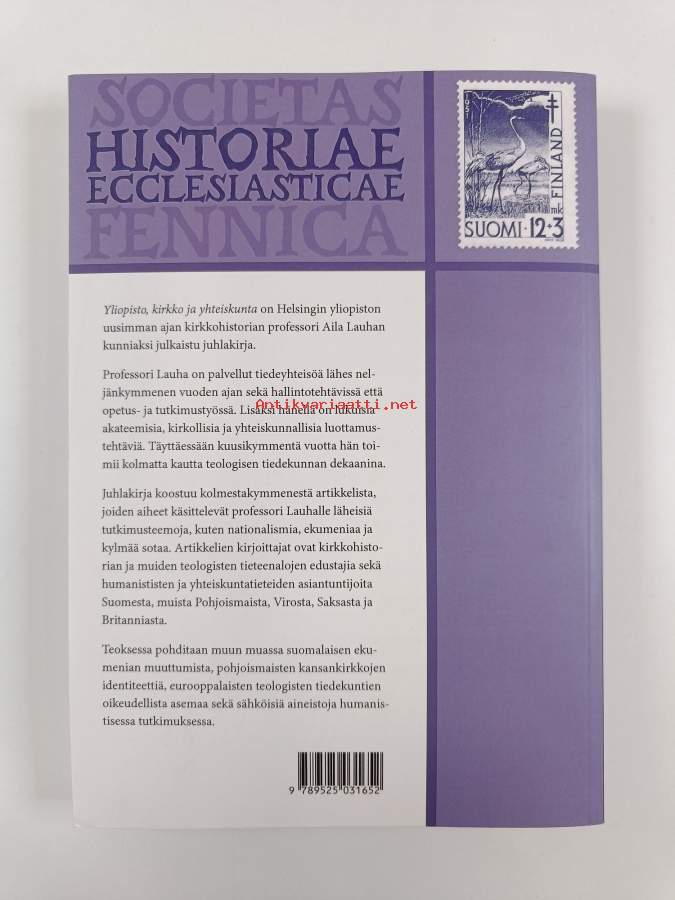 SOCIETAS
HISTORIAE
ECCLESIASTICAE
FENNICA
1951
FINLAND
mk
SUOMI·12+3
Yliopisto, kirkko ja yhteiskunta on Helsingin yliopiston
uusimman ajan kirkkohistorian professori Aila Lauhan
kunniaksi julkaistu juhlakirja.
Professori Lauha on palvellut tiedeyhteisöä lähes nel-
jänkymmenen vuoden ajan sekä hallintotehtävissä että
opetus- ja tutkimustyössä. Lisäksi hänellä on lukuisia
Antikvariaatti.net
akateemisia, kirkollisia ja yhteiskunnallisia luottamus-
tehtäviä. Täyttäessään kuusikymmentä vuotta hän toi-
mii kolmatta kautta teologisen tiedekunnan dekaanina.
Juhlakirja koostuu kolmestakymmenestä artikkelista,
joiden aiheet käsittelevät professori Lauhalle läheisiä
tutkimusteemoja, kuten nationalismia, ekumeniaa ja
kylmää sotaa. Artikkelien kirjoittajat ovat kirkkohisto-
rian ja muiden teologisten tieteenalojen edustajia sekä
humanististen ja yhteiskuntatieteiden asiantuntijoita
Suomesta, muista Pohjoismaista, Virosta, Saksasta ja
Britanniasta.
Teoksessa pohditaan muun muassa suomalaisen eku-
menian muuttumista, pohjoismaisten kansankirkkojen
identiteettiä, eurooppalaisten teologisten tiedekuntien
oikeudellista asemaa sekä sähköisiä aineistoja humanis-
tisessa tutkimuksessa.
9 789525 031652